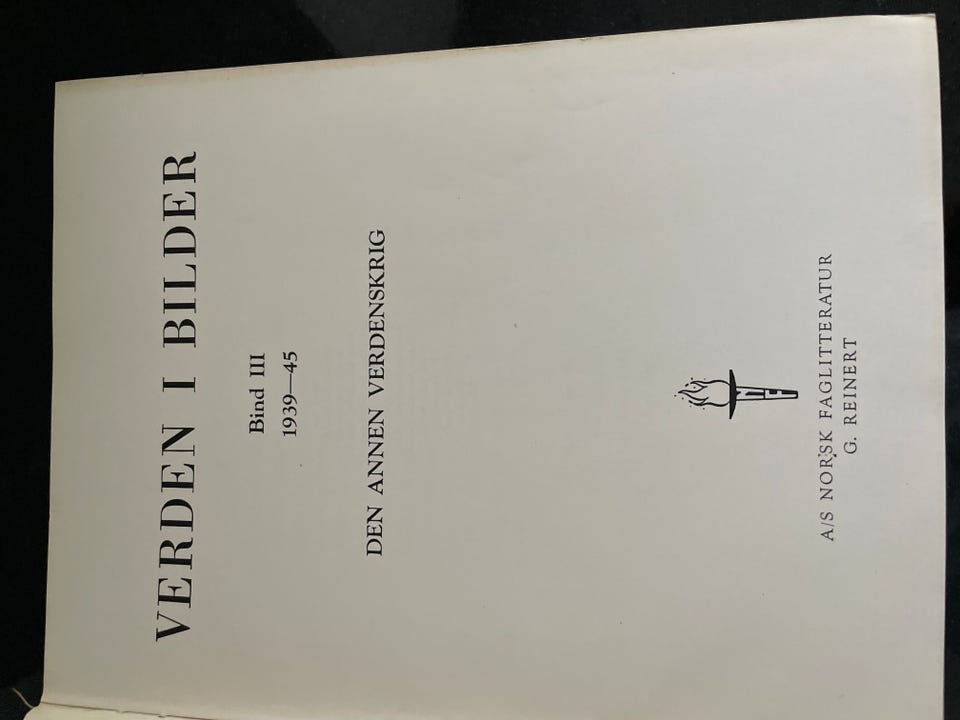 VERDEN I BILDER
Bind III
1939—45
DEN ANNEN VERDENSKRIG
A/S NORSK FAGLITTERATUR
G. REINERT